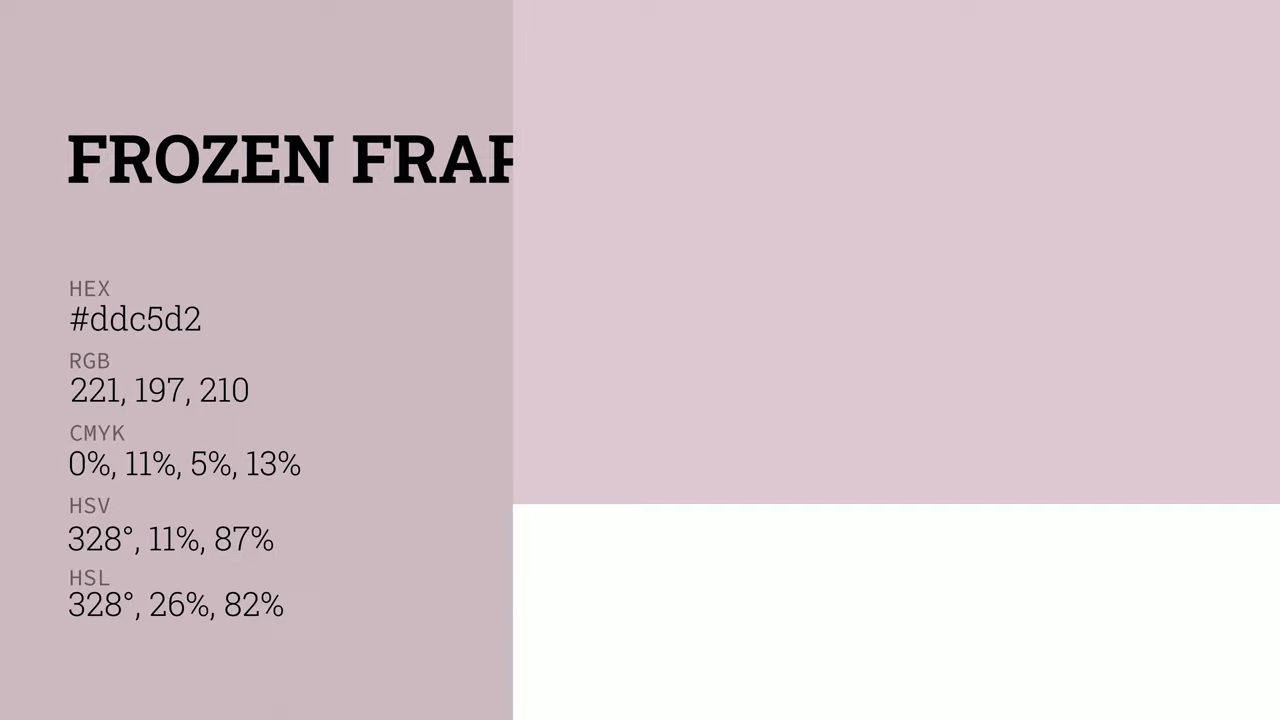 FROZEN FRAP
HEX
#ddc5d2
RGB
221, 197, 210
CMYK
0%, 11%, 5%, 13%
HSV
328°, 11%, 87%
HSL
328°, 26%, 82%